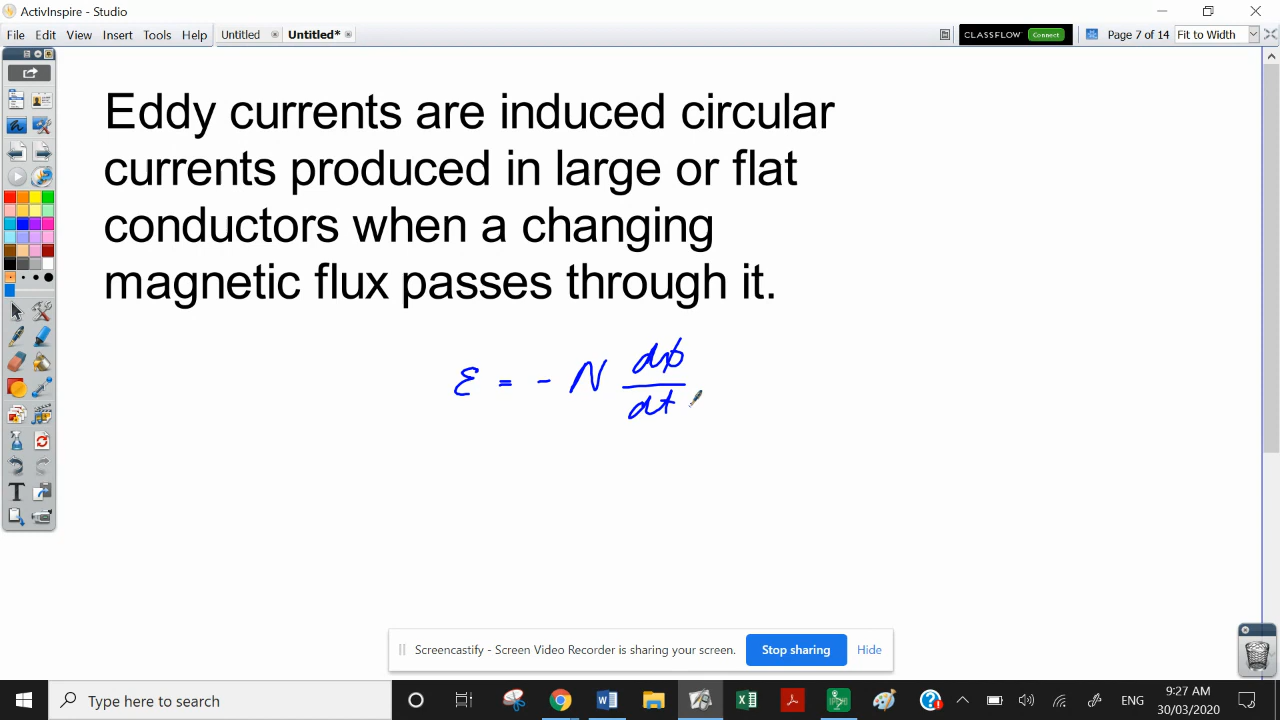 ActivInspire - Studio
File Edit View Insert Tools Help Untitled Untitled* CLASSFLOW Connect Page 7 of 14 Fit to Width
Eddy currents are induced circular
currents produced in large or flat
conductors when a changing
magnetic flux passes through it.
ε = - N dφ/dt
Screencastify - Screen Video Recorder is sharing your screen. Stop sharing Hide
Type here to search
ENG
9:27 AM
30/03/2020